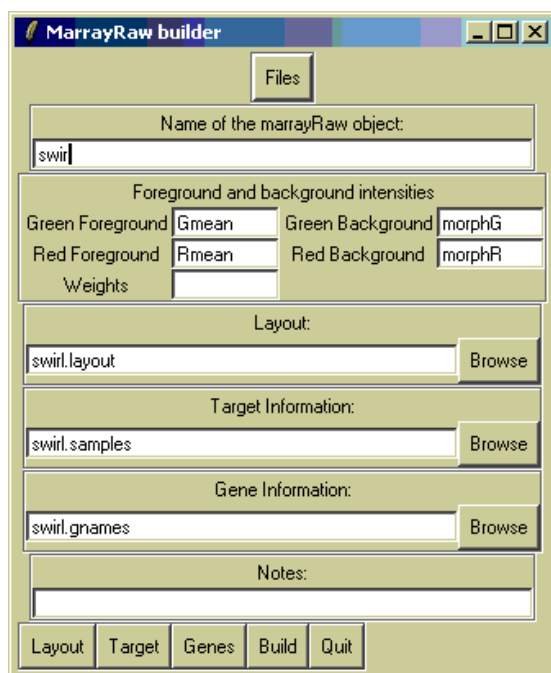 MarrayRaw builder
Files
Name of the marrayRaw object:
swir
Foreground and background intensities
Green Foreground Gmean Green Background morphG
Red Foreground Rmean Red Background morphR
Weights
Layout:
swirl.layout Browse
Target Information:
swirl.samples Browse
Gene Information:
swirl.gnames Browse
Notes:
Layout Target Genes Build Quit